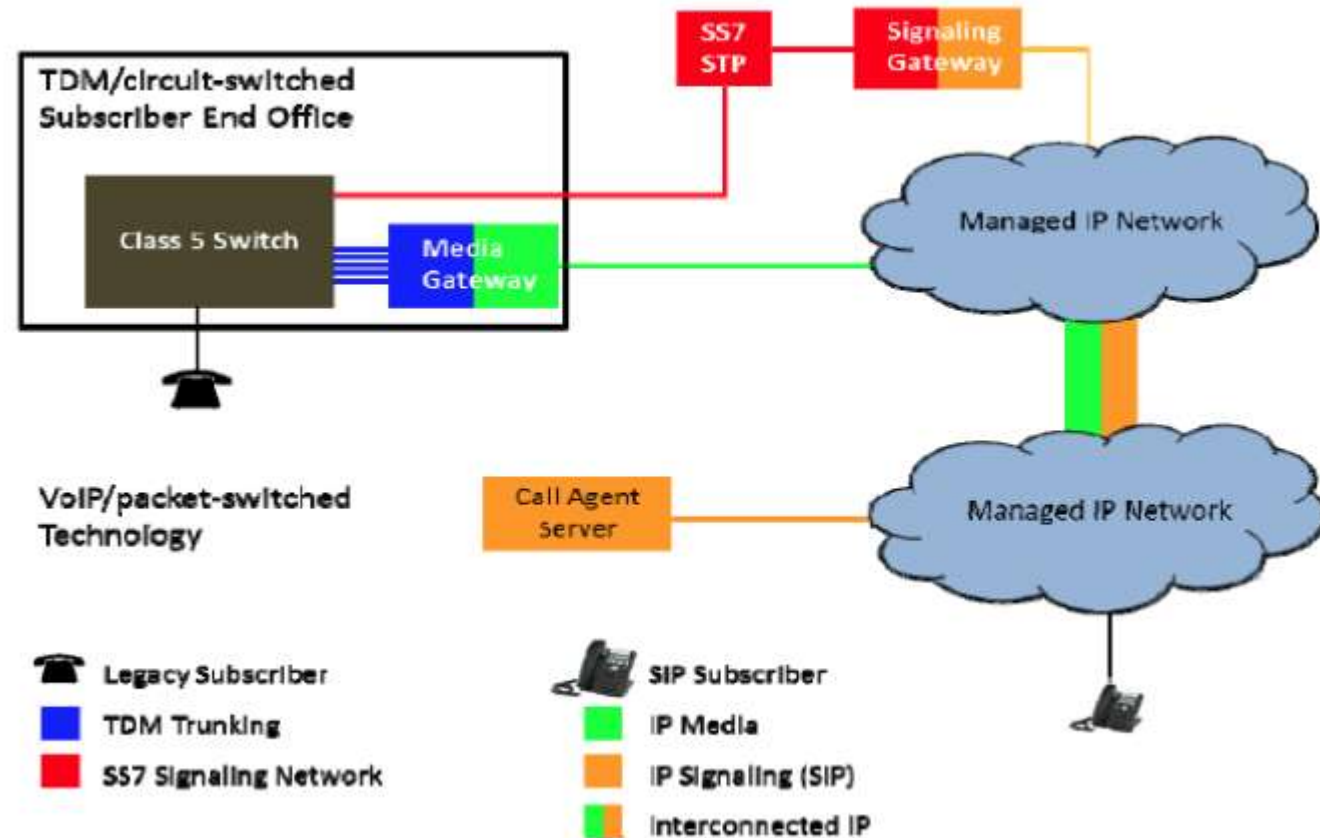 SS7
STP
Signaling
Gateway
TDM/circuit-switched
Subscriber End Office
Class 5 Switch
Media
Gateway
Managed IP Network
VoIP/packet-switched
Technology
Call Agent
Server
Managed IP Network
Legacy Subscriber
TDM Trunking
SS7 Signaling Network
SIP Subscriber
IP Media
IP Signaling (SIP)
Interconnected IP